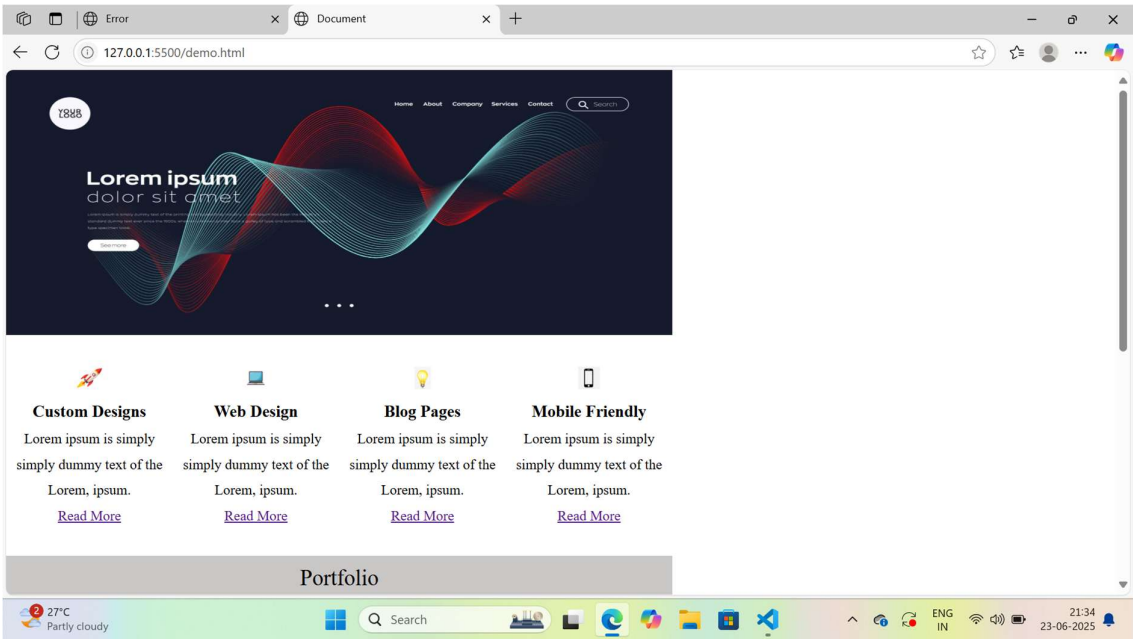 Error
Document
127.0.0.1:5500/demo.html
YOUR
LOGO
Home About Company Services Contact Search
Lorem ipsum
dolor sit amet
See more
Custom Designs Web Design Blog Pages Mobile Friendly
Lorem ipsum is simply Lorem ipsum is simply Lorem ipsum is simply Lorem ipsum is simply
simply dummy text of the simply dummy text of the simply dummy text of the simply dummy text of the
Lorem, ipsum. Lorem, ipsum. Lorem, ipsum. Lorem, ipsum.
Read More Read More Read More Read More
Portfolio
2
27°C
Partly cloudy
Search
ENG
IN
21:34
23-06-2025